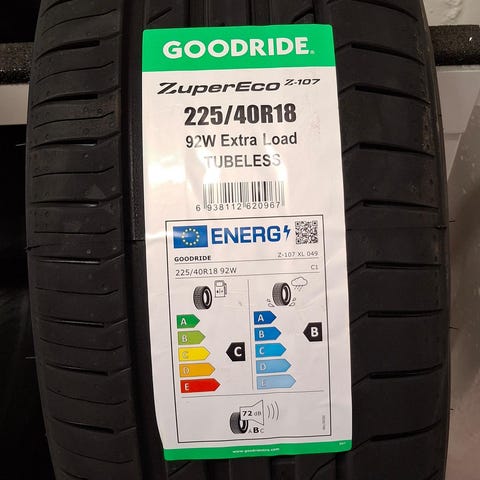 GOODRIDE
ZuperEco Z-107
225/40R18
92W Extra Load
TUBELESS
6 938112 620967
ENERG
GOODRIDE
Z-107 XL 049
225/40R18 92W
C1
A
B
C
D
E
C
A
B
C
D
E
B
72 dB
ABC
www.goodridetire.com